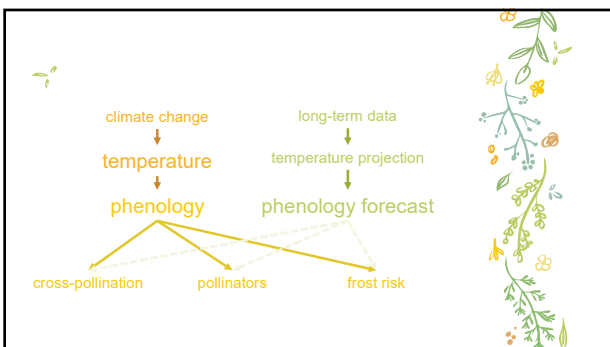 climate change
long-term data
temperature
temperature projection
phenology
phenology forecast
cross-pollination
pollinators
frost risk